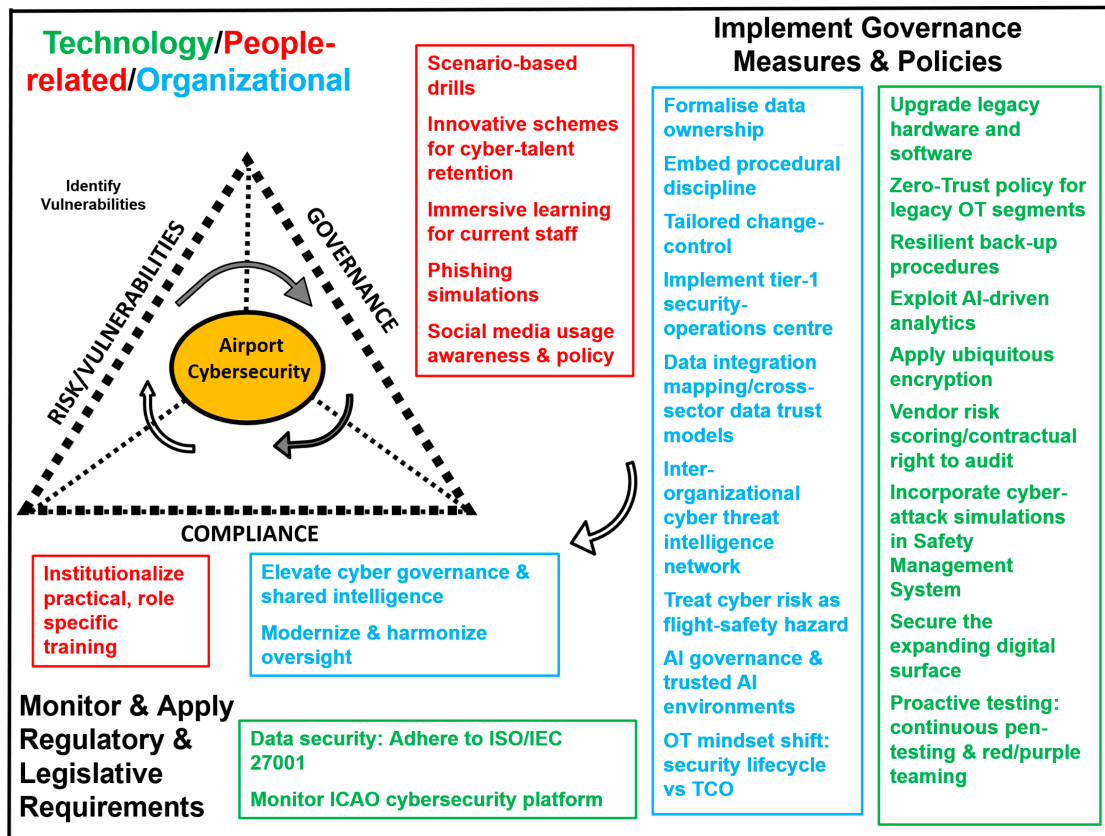 Technology/People-
related/Organizational
Identify
Vulnerabilities
RISK/VULNERABILITIES
GOVERNANCE
Airport
Cybersecurity
COMPLIANCE
Scenario-based
drills
Innovative schemes
for cyber-talent
retention
Immersive learning
for current staff
Phishing
simulations
Social media usage
awareness & policy
Implement Governance
Measures & Policies
Formalise data
ownership
Embed procedural
discipline
Tailored change-
control
Implement tier-1
security-
operations centre
Data integration
mapping/cross-
sector data trust
models
Inter-
organizational
cyber threat
intelligence
network
Treat cyber risk as
flight-safety hazard
AI governance &
trusted AI
environments
OT mindset shift:
security lifecycle
vs TCO
Upgrade legacy
hardware and
software
Zero-Trust policy for
legacy OT segments
Resilient back-up
procedures
Exploit AI-driven
analytics
Apply ubiquitous
encryption
Vendor risk
scoring/contractual
right to audit
Incorporate cyber-
attack simulations
in Safety
Management
System
Secure the
expanding digital
surface
Proactive testing:
continuous pen-
testing & red/purple
teaming
Institutionalize
practical, role
specific
training
Elevate cyber governance &
shared intelligence
Modernize & harmonize
oversight
Monitor & Apply
Regulatory &
Legislative
Requirements
Data security: Adhere to ISO/IEC
27001
Monitor ICAO cybersecurity platform